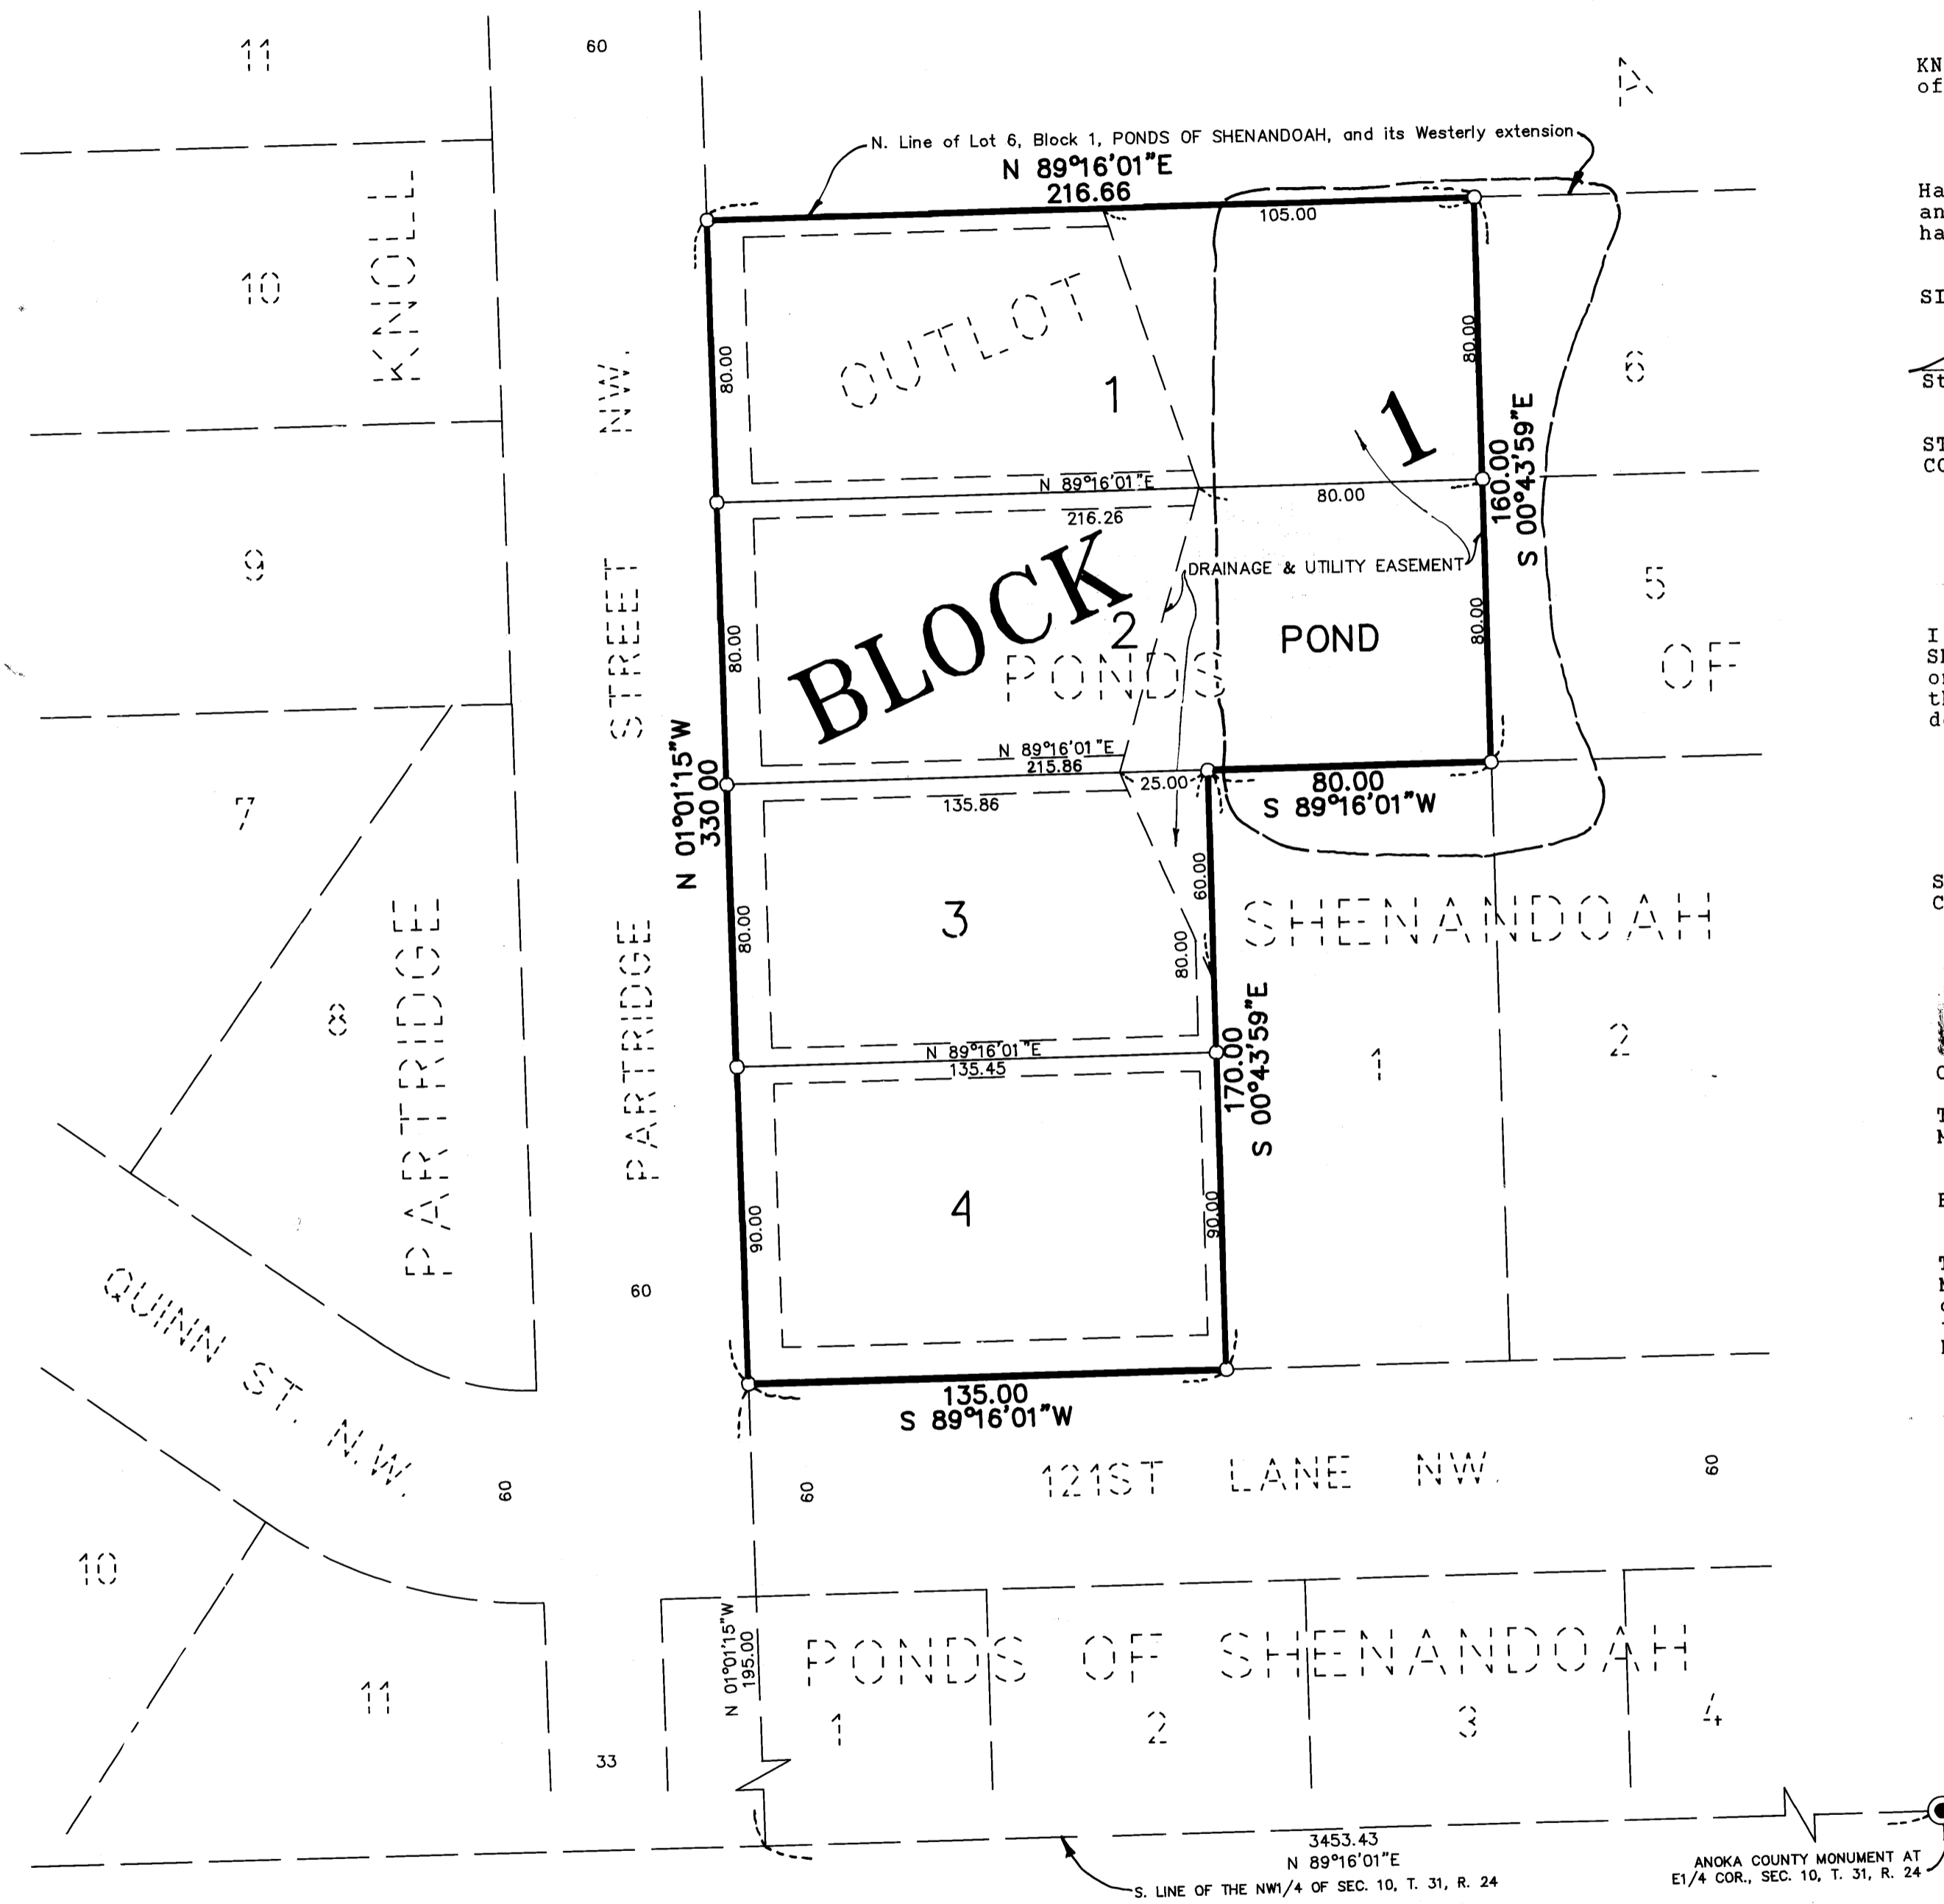 11
60
A
KN
of
N. Line of Lot 6, Block 1, PONDS OF SHENANDOAH, and its Westerly extension
N 89°16'01"E
216.66
105.00
KNOLL
Ha
an
ha
10
OUTLOT
1
80.00
80.00
6
SI
St
NW.
1
160.00
S 00°43'59"E
ST
CO
N 89°16'01"E
80.00
216.26
9
STREET
BLOCK
2
DRAINAGE & UTILITY EASEMENT
5
80.00
80.00
PONDS
POND
OF
I
SH
or
th
de
N 01°01'15"W
330.00
N 89°16'01"E
215.86
25.00
135.86
80.00
S 89°16'01"W
7
60.00
80.00
3
80.00
SHENANDOAH
S
C
8
PARTRIDGE
PARTRIDGE
N 89°16'01"E
135.45
170.00
S 00°43'59"E
1
2
90.00
4
90.00
60
QUINN ST. N.W.
135.00
S 89°16'01"W
60
60
121ST LANE NW.
60
10
N 01°01'15"W
195.00
PONDS OF SHENANDOAH
11
1
2
3
4
33
3453.43
N 89°16'01"E
S. LINE OF THE NW1/4 OF SEC. 10, T. 31, R. 24
ANOKA COUNTY MONUMENT AT
E1/4 COR., SEC. 10, T. 31, R. 24